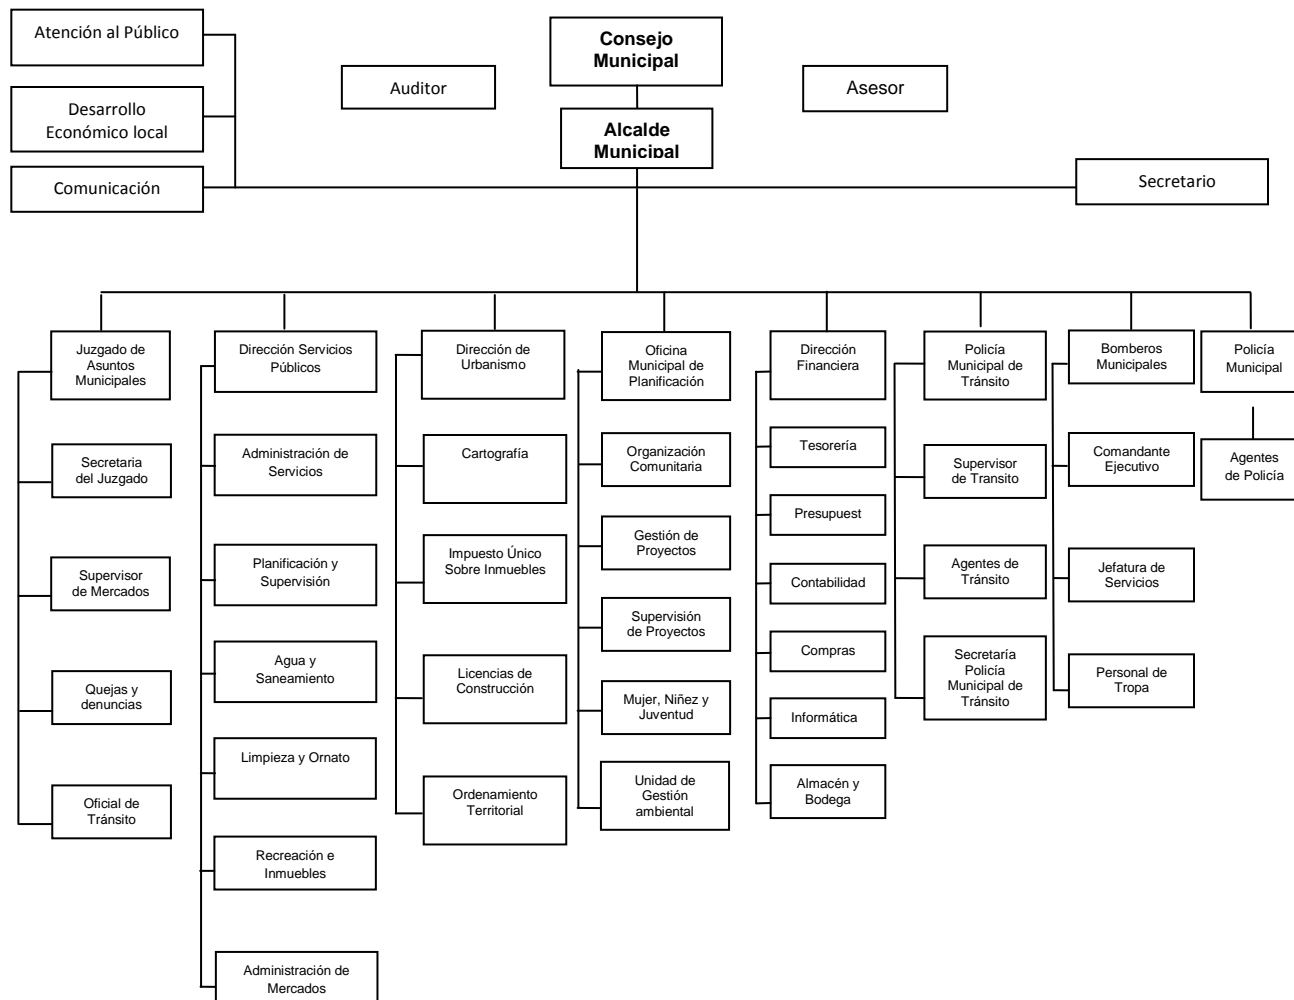 Atención al Público
Desarrollo
Económico local
Comunicación
Auditor
Consejo
Municipal
Alcalde
Municipal
Asesor
Secretario
Juzgado de
Asuntos
Municipales
Secretaria
del Juzgado
Supervisor
de Mercados
Quejas y
denuncias
Oficial de
Tránsito
Dirección Servicios
Públicos
Administración de
Servicios
Planificación y
Supervisión
Agua y
Saneamiento
Limpieza y Ornato
Recreación e
Inmuebles
Administración de
Mercados
Dirección de
Urbanismo
Cartografía
Impuesto Único
Sobre Inmuebles
Licencias de
Construcción
Ordenamiento
Territorial
Oficina
Municipal de
Planificación
Organización
Comunitaria
Gestión de
Proyectos
Supervisión
de Proyectos
Mujer, Niñez y
Juventud
Unidad de
Gestión
ambiental
Dirección
Financiera
Tesorería
Presupuest
Contabilidad
Compras
Informática
Almacén y
Bodega
Policía
Municipal de
Tránsito
Supervisor
de Transito
Agentes de
Tránsito
Secretaría
Policía
Municipal de
Tránsito
Bomberos
Municipales
Comandante
Ejecutivo
Jefatura de
Servicios
Personal de
Tropa
Policía
Municipal
Agentes
de Policía